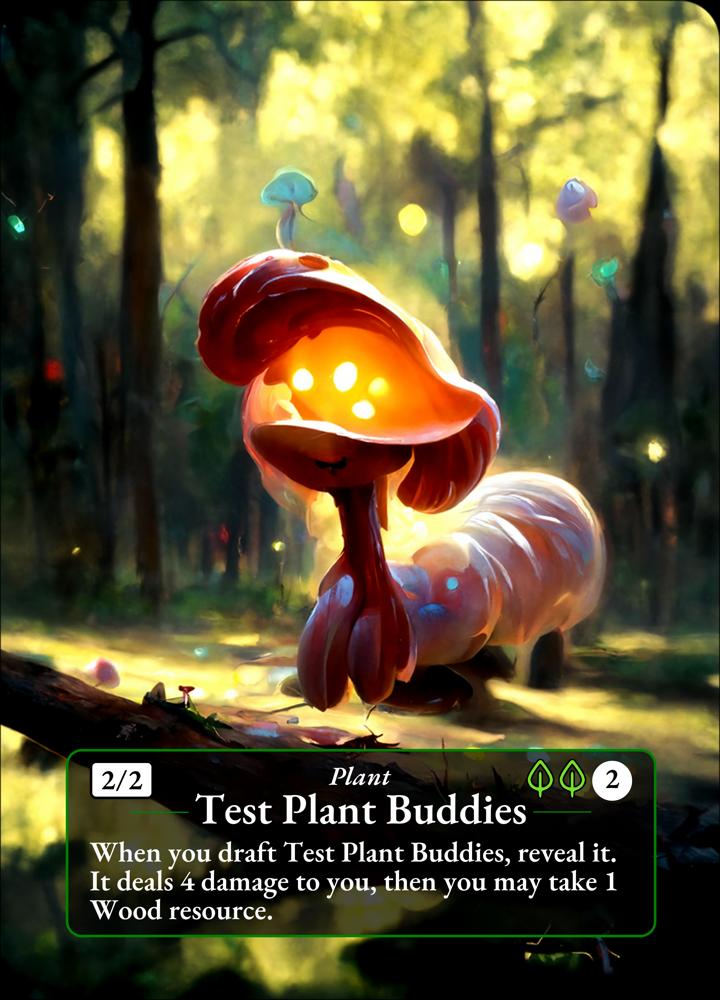 2/2 Plant 2
Test Plant Buddies
When you draft Test Plant Buddies, reveal it.
It deals 4 damage to you, then you may take 1
Wood resource.